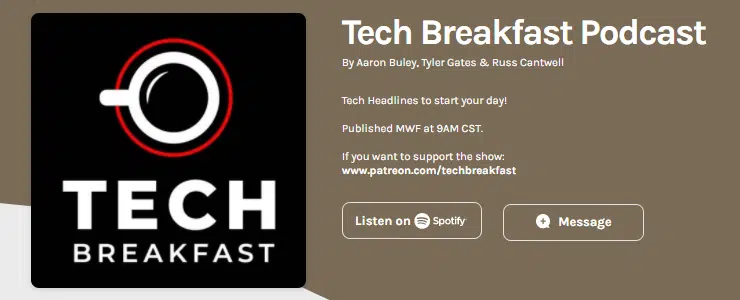 TECH
BREAKFAST
Tech Breakfast Podcast
By Aaron Buley, Tyler Gates & Russ Cantwell
Tech Headlines to start your day!
Published MWF at 9AM CST.
If you want to support the show:
www.patreon.com/techbreakfast
Listen on Spotify
Message